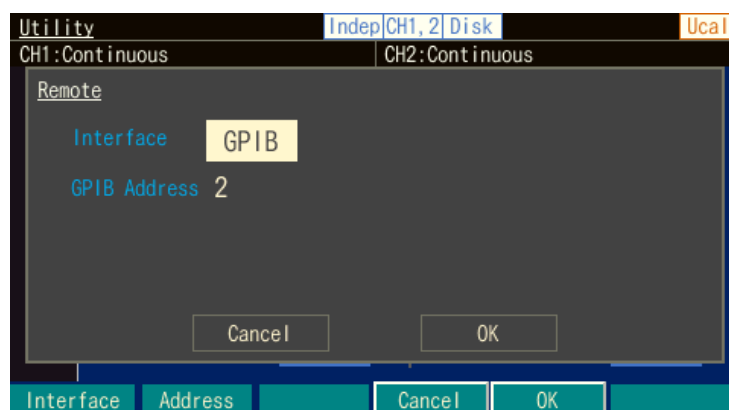 Utility Indep CH1,2 Disk Ucal
CH1:Continuous CH2:Continuous
Remote
Interface GPIB
GPIB Address 2
Cancel OK
Interface Address Cancel OK